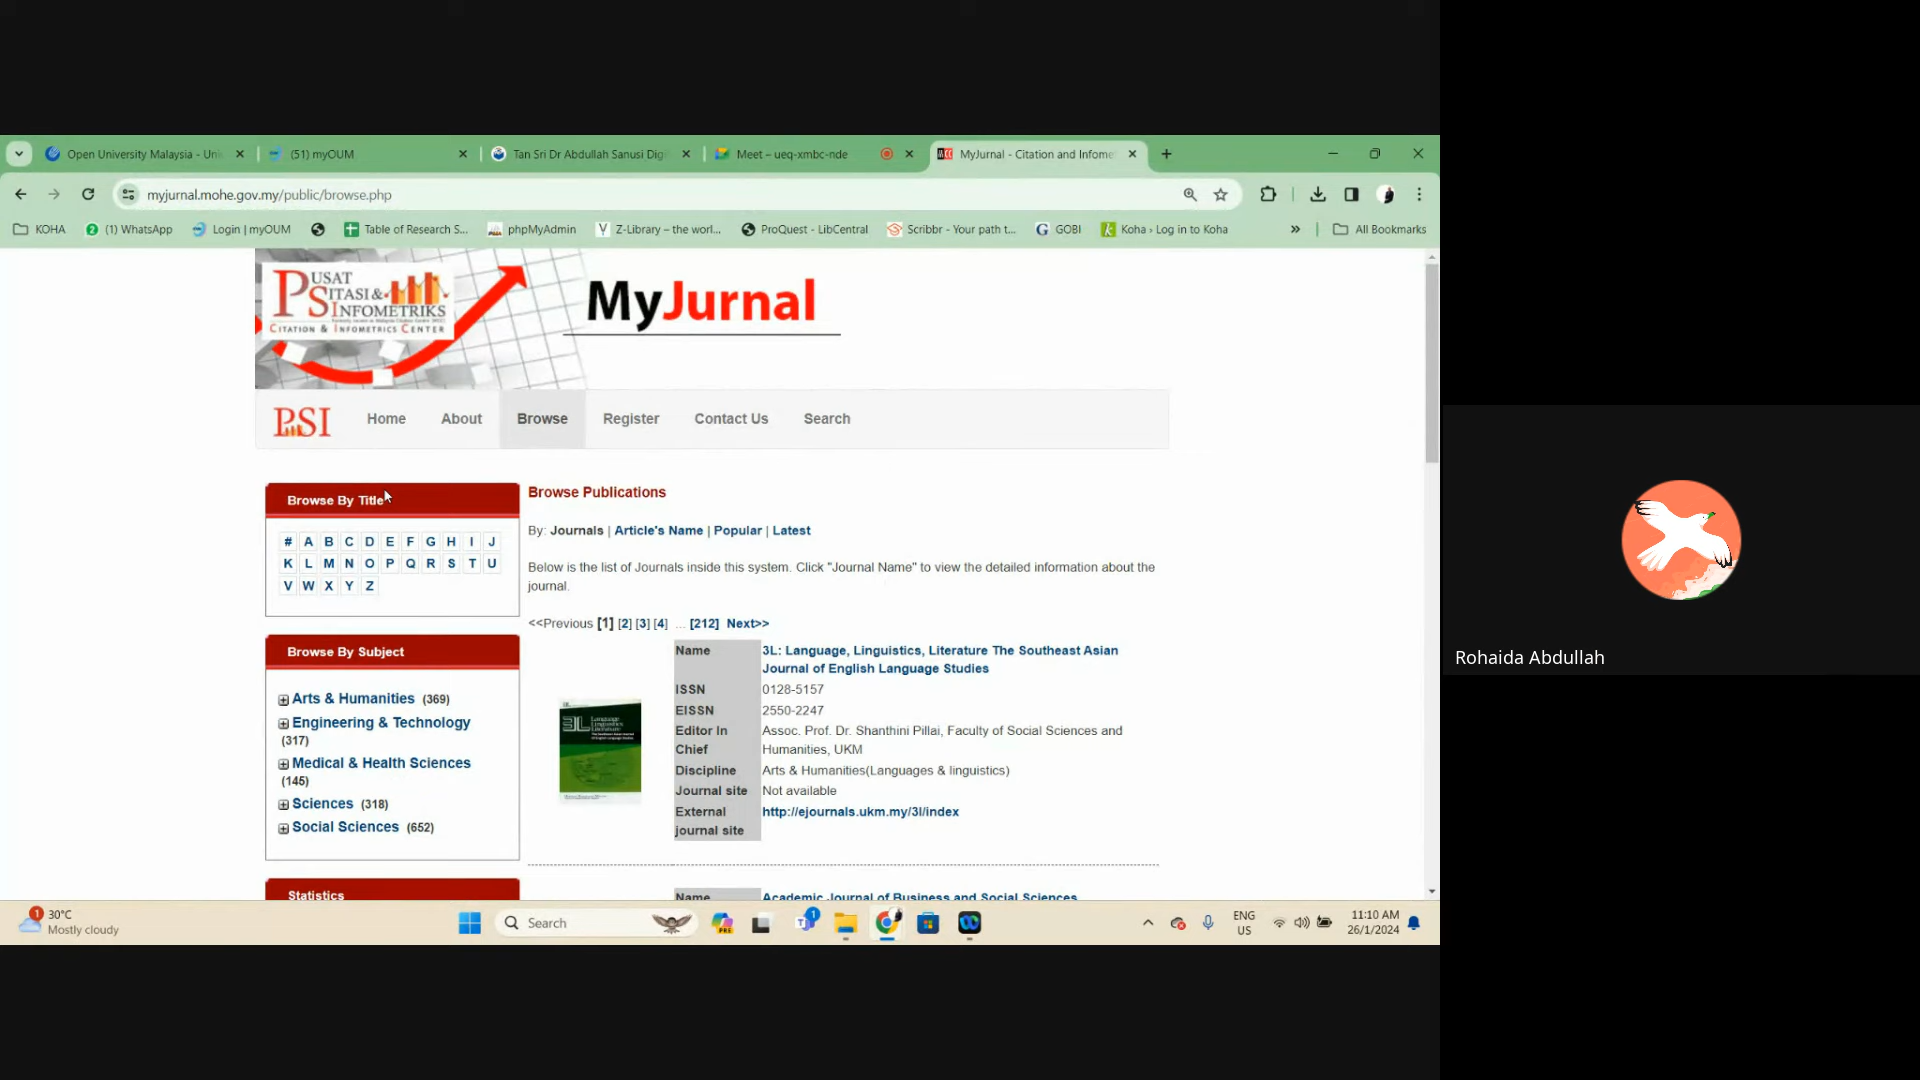 Open University Malaysia - Uni
(51) myOUM
Tan Sri Dr Abdullah Sanusi Digi
Meet – ueq-xmbc-nde
MyJurnal - Citation and Infome
myjurnal.mohe.gov.my/public/browse.php
KOHA
(1) WhatsApp
Login | myOUM
Table of Research S...
phpMyAdmin
Z-Library – the worl...
ProQuest - LibCentral
Scribbr - Your path t...
GOBI
Koha › Log in to Koha
»
All Bookmarks
PUSAT
SITASI &
INFOMETRIKS
CITATION & INFOMETRICS CENTER
MyJurnal
PSI
Home
About
Browse
Register
Contact Us
Search
Browse By Title
# A B C D E F G H I J
K L M N O P Q R S T U
V W X Y Z
Browse By Subject
Arts & Humanities (369)
Engineering & Technology
(317)
Medical & Health Sciences
(145)
Sciences (318)
Social Sciences (652)
Statistics
Browse Publications
By: Journals | Article's Name | Popular | Latest
Below is the list of Journals inside this system. Click "Journal Name" to view the detailed information about the
journal.
<<Previous [1] [2] [3] [4] ... [212] Next>>
3L Language
Linguistics
Literature
Name 3L: Language, Linguistics, Literature The Southeast Asian
Journal of English Language Studies
ISSN 0128-5157
EISSN 2550-2247
Editor In Assoc. Prof. Dr. Shanthini Pillai, Faculty of Social Sciences and
Chief Humanities, UKM
Discipline Arts & Humanities(Languages & linguistics)
Journal site Not available
External http://ejournals.ukm.my/3l/index
journal site
Name Academic Journal of Business and Social Sciences
1
30°C
Mostly cloudy
Search
PRE
1
ENG
US
11:10 AM
26/1/2024
Rohaida Abdullah